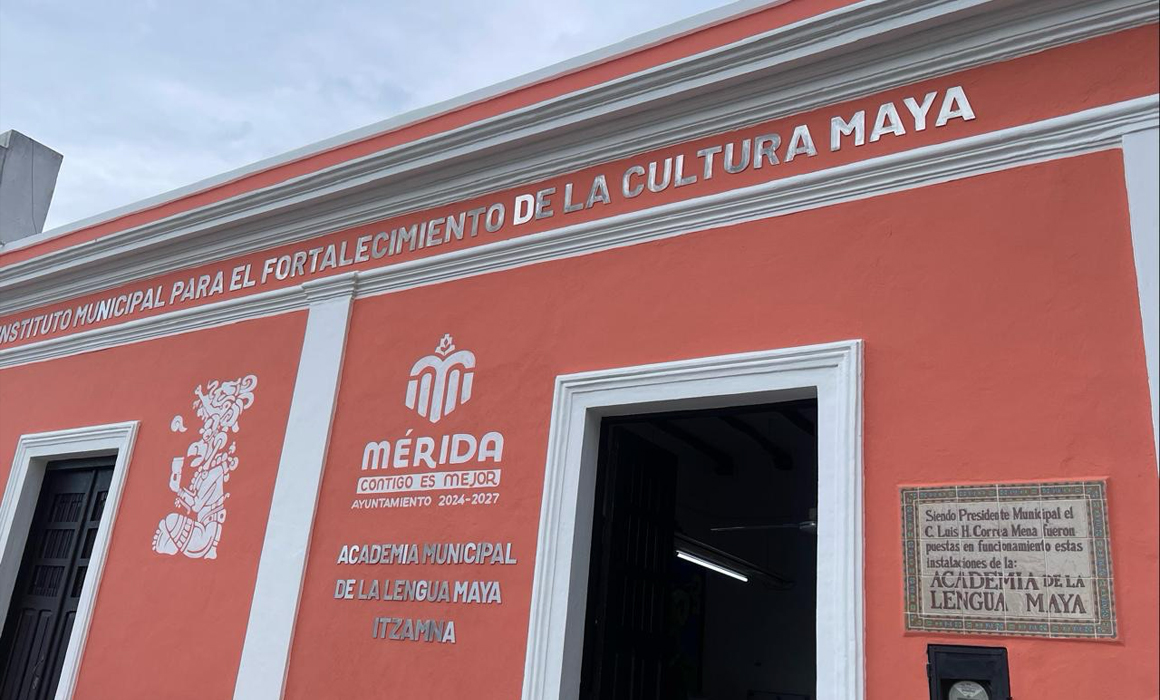 INSTITUTO MUNICIPAL PARA EL FORTALECIMIENTO DE LA CULTURA MAYA
MÉRIDA
CONTIGO ES MEJOR
AYUNTAMIENTO 2024-2027
ACADEMIA MUNICIPAL
DE LA LENGUA MAYA
ITZAMNA
Siendo Presidente Municipal el
C. Luis H. Correa Mena fueron
puestas en funcionamiento estas
instalaciones de la:
ACADEMIA DE LA
LENGUA MAYA